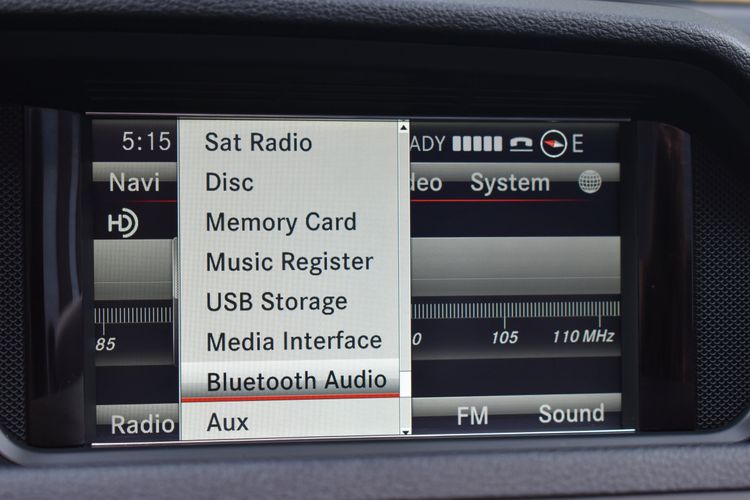 5:15
ADY
E
Navi
deo
System
HD
Sat Radio
Disc
Memory Card
Music Register
USB Storage
Media Interface
Bluetooth Audio
Aux
85
0
105
110 MHz
Radio
FM
Sound